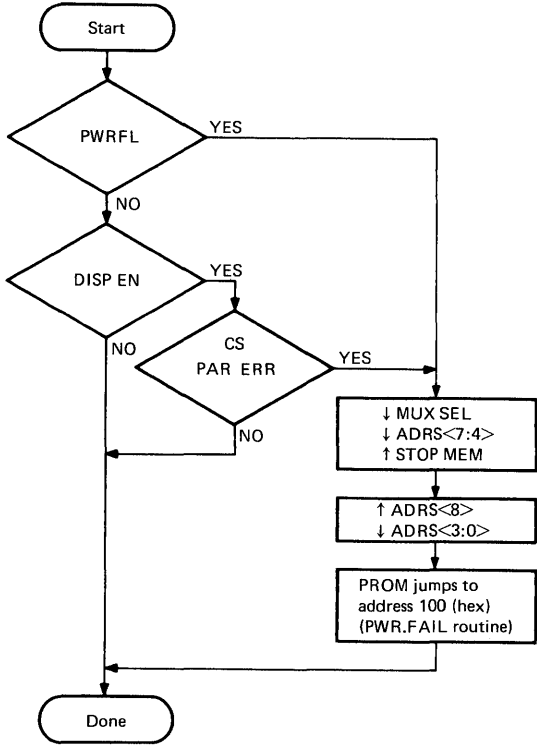 Start
PWRFL
YES
NO
DISP EN
YES
NO
CS
PAR ERR
YES
NO
↓ MUX SEL
↓ ADRS<7:4>
↑ STOP MEM
↑ ADRS<8>
↓ ADRS<3:0>
PROM jumps to
address 100 (hex)
(PWR.FAIL routine)
Done